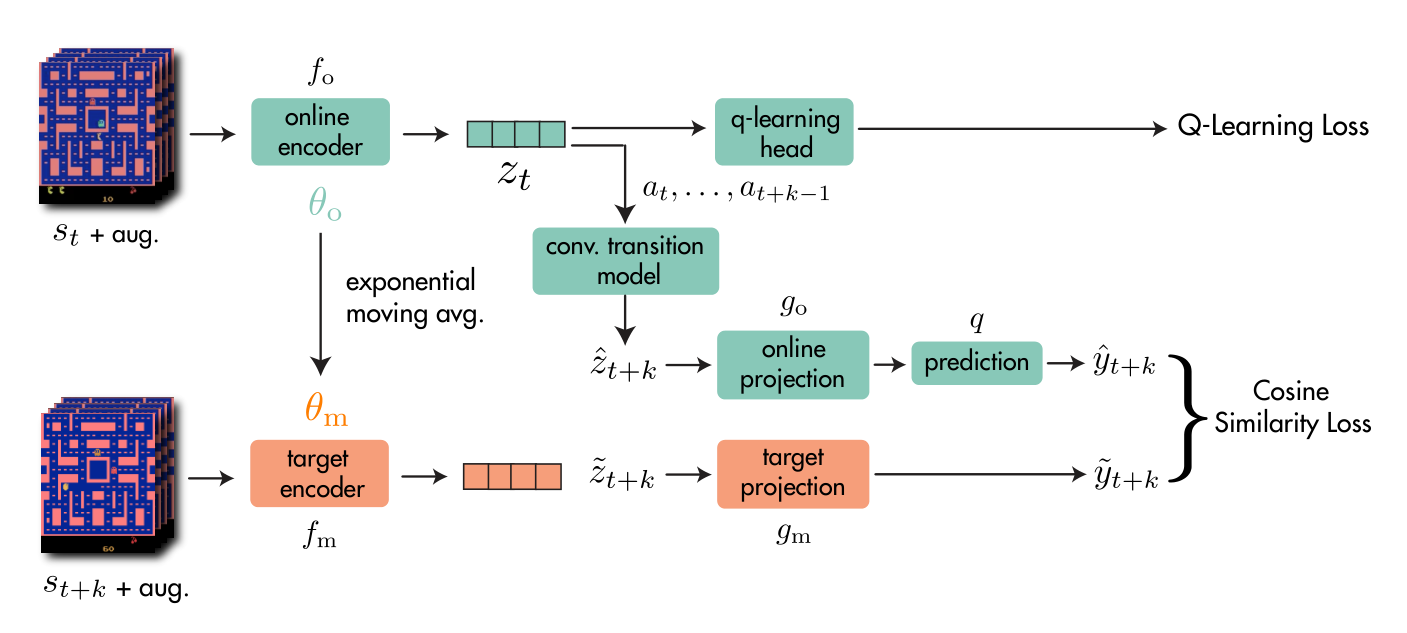 f_o
online
encoder
q-learning
head
Q-Learning Loss
z_t
θ_o
a_t, . . . , a_{t+k−1}
10
s_t + aug.
conv. transition
model
exponential
moving avg.
g_o
q
ẑ_{t+k}
online
projection
prediction
ŷ_{t+k}
Cosine
Similarity Loss
θ_m
target
encoder
z̃_{t+k}
target
projection
ỹ_{t+k}
f_m
g_m
60
s_{t+k} + aug.